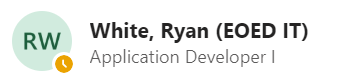 RW
White, Ryan (EOED IT)
Application Developer I